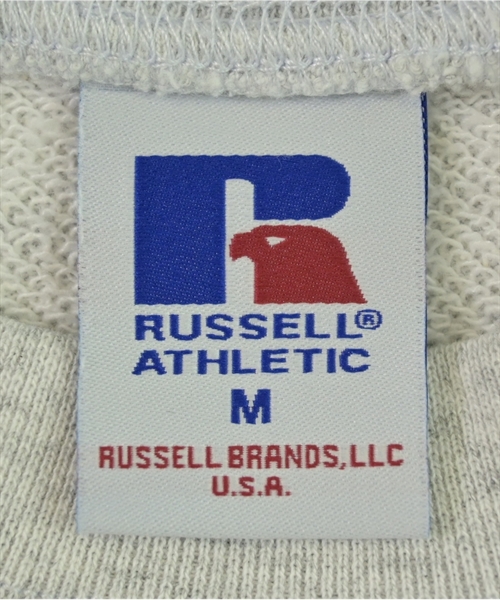 RUSSELL®
ATHLETIC
M
RUSSELL BRANDS, LLC
U.S.A.